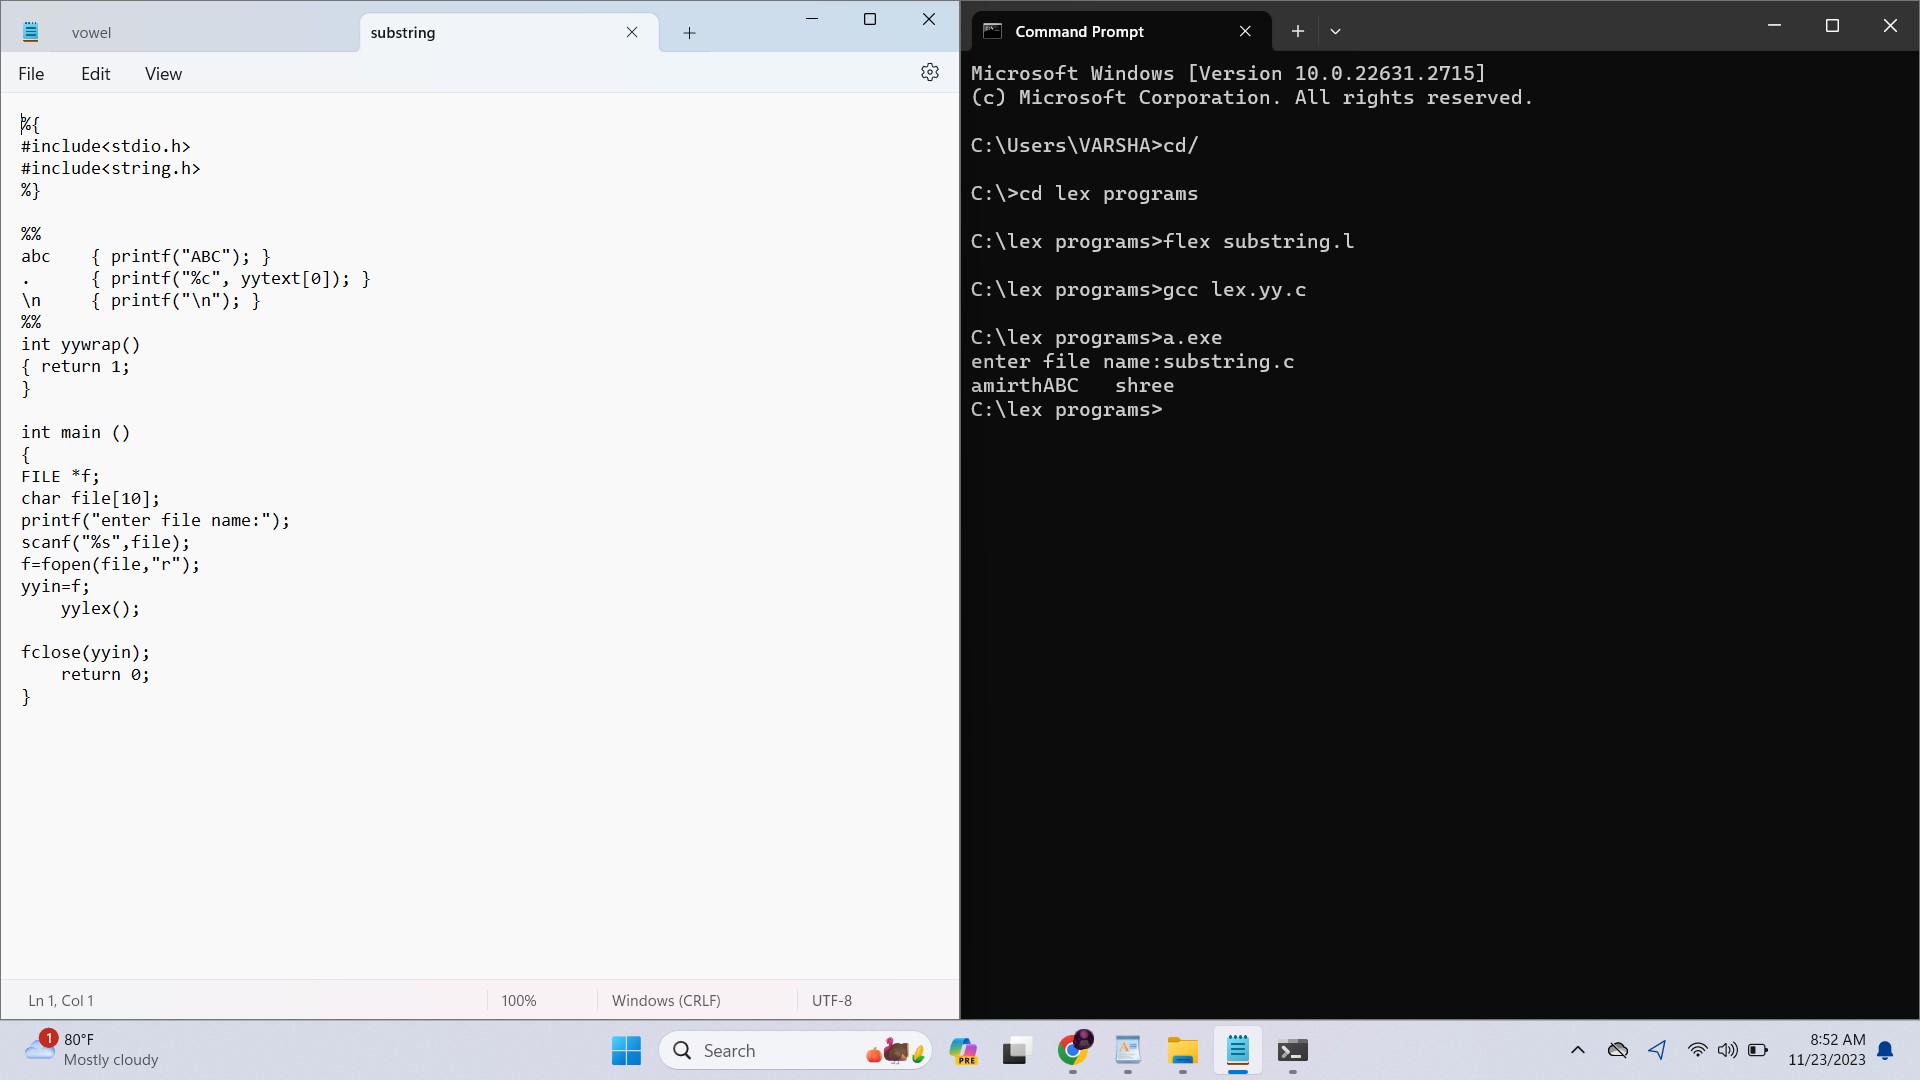 vowel
substring
File Edit View
%{
#include<stdio.h>
#include<string.h>
%}
%%
abc { printf("ABC"); }
. { printf("%c", yytext[0]); }
\n { printf("\n"); }
%%
int yywrap()
{ return 1;
}
int main ()
{
FILE *f;
char file[10];
printf("enter file name:");
scanf("%s",file);
f=fopen(file,"r");
yyin=f;
yylex();
fclose(yyin);
return 0;
}
Ln 1, Col 1
100%
Windows (CRLF)
UTF-8
Command Prompt
Microsoft Windows [Version 10.0.22631.2715]
(c) Microsoft Corporation. All rights reserved.
C:\Users\VARSHA>cd/
C:\>cd lex programs
C:\lex programs>flex substring.l
C:\lex programs>gcc lex.yy.c
C:\lex programs>a.exe
enter file name:substring.c
amirthABC   shree
C:\lex programs>
1
80°F
Mostly cloudy
Search
PRE
8:52 AM
11/23/2023